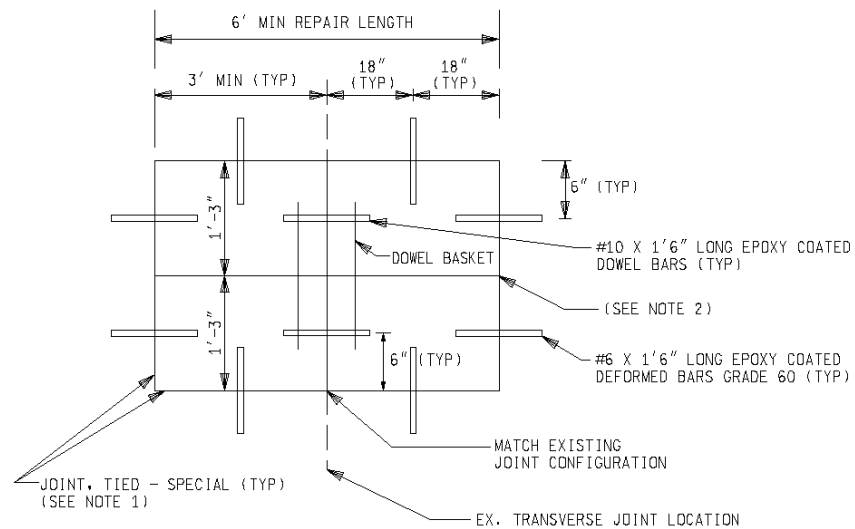 6' MIN REPAIR LENGTH
3' MIN (TYP)
18"
(TYP)
18"
(TYP)
6" (TYP)
1'-3"
#10 X 1'6" LONG EPOXY COATED
DOWEL BARS (TYP)
DOWEL BASKET
(SEE NOTE 2)
1'-3"
6" (TYP)
#6 X 1'6" LONG EPOXY COATED
DEFORMED BARS GRADE 60 (TYP)
MATCH EXISTING
JOINT CONFIGURATION
JOINT, TIED - SPECIAL (TYP)
(SEE NOTE 1)
EX. TRANSVERSE JOINT LOCATION